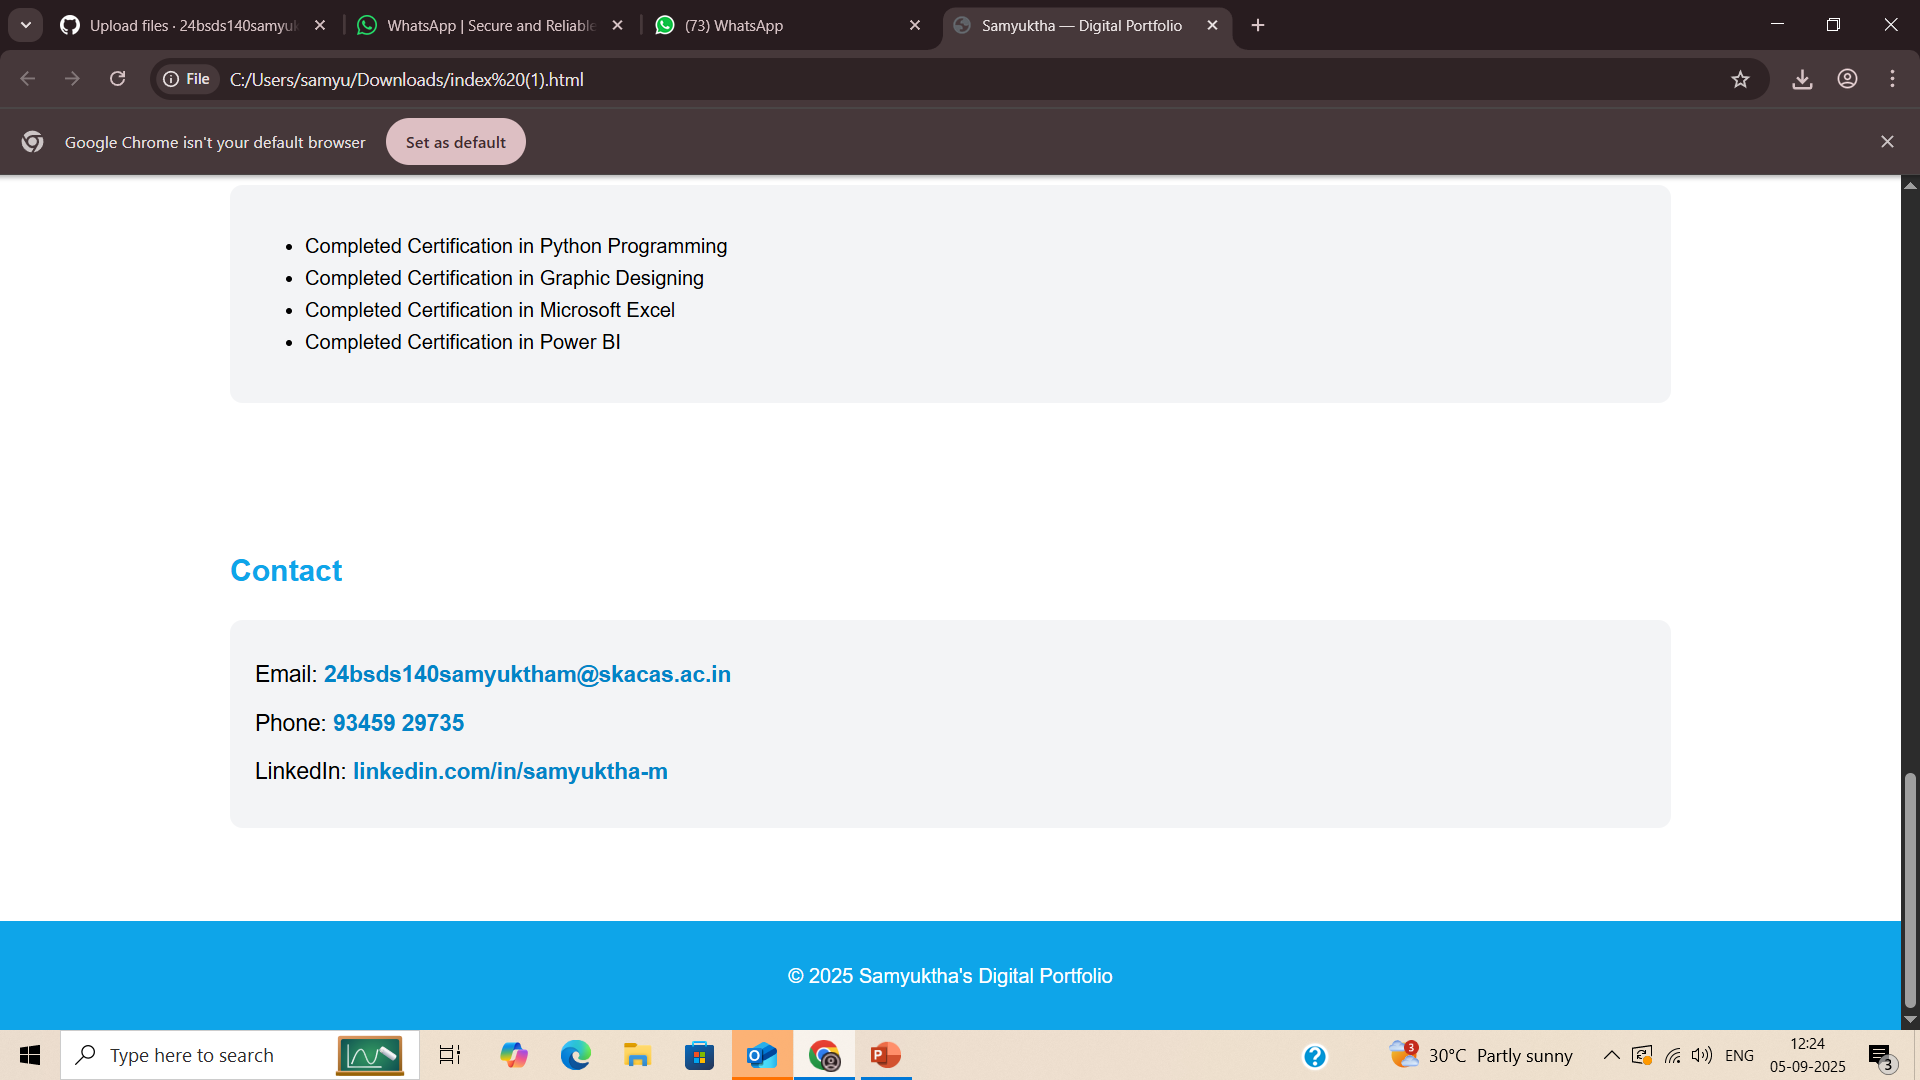 Upload files · 24bsds140samyuk
WhatsApp | Secure and Reliable
(73) WhatsApp
Samyuktha — Digital Portfolio
File
C:/Users/samyu/Downloads/index%20(1).html
Google Chrome isn't your default browser
Set as default
• Completed Certification in Python Programming
• Completed Certification in Graphic Designing
• Completed Certification in Microsoft Excel
• Completed Certification in Power BI
Contact
Email: 24bsds140samyuktham@skacas.ac.in
Phone: 93459 29735
LinkedIn: linkedin.com/in/samyuktha-m
© 2025 Samyuktha's Digital Portfolio
Type here to search
3
30°C Partly sunny
ENG
12:24
05-09-2025
3